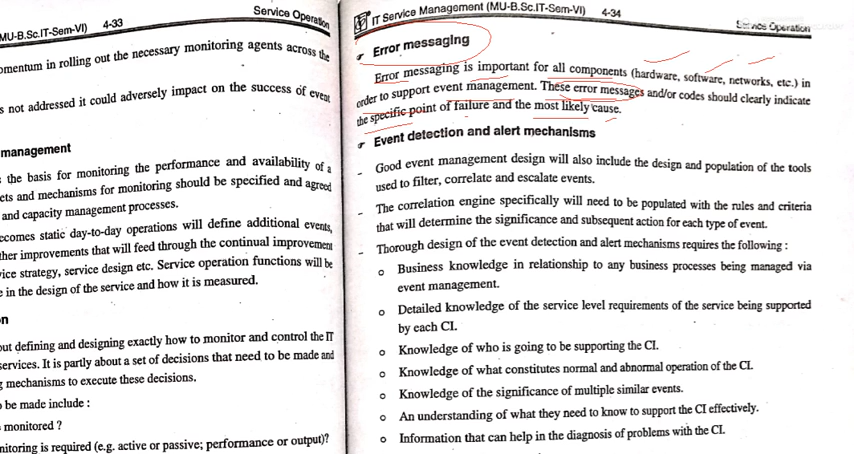 MU-B.Sc.IT-Sem-VI) 4-33 Service Operation
omentum in rolling out the necessary monitoring agents across the
s not addressed it could adversely impact on the success of event
management
the basis for monitoring the performance and availability of a
ets and mechanisms for monitoring should be specified and agreed
and capacity management processes.
ecomes static day-to-day operations will define additional events,
ther improvements that will feed through the continual improvement
ice strategy, service design etc. Service operation functions will be
e in the design of the service and how it is measured.
n
out defining and designing exactly how to monitor and control the IT
services. It is partly about a set of decisions that need to be made and
g mechanisms to execute these decisions.
be made include :
monitored ?
nitoring is required (e.g. active or passive; performance or output)?
IT Service Management (MU-B.Sc.IT-Sem-VI) 4-34 Service Operation
Error messaging
Error messaging is important for all components (hardware, software, networks, etc.) in
order to support event management. These error messages and/or codes should clearly indicate
the specific point of failure and the most likely cause.
Event detection and alert mechanisms
- Good event management design will also include the design and population of the tools
used to filter, correlate and escalate events.
- The correlation engine specifically will need to be populated with the rules and criteria
that will determine the significance and subsequent action for each type of event.
- Thorough design of the event detection and alert mechanisms requires the following :
o Business knowledge in relationship to any business processes being managed via
event management.
o Detailed knowledge of the service level requirements of the service being supported
by each CI.
o Knowledge of who is going to be supporting the CI.
o Knowledge of what constitutes normal and abnormal operation of the CI.
o Knowledge of the significance of multiple similar events.
o An understanding of what they need to know to support the CI effectively.
o Information that can help in the diagnosis of problems with the CI.